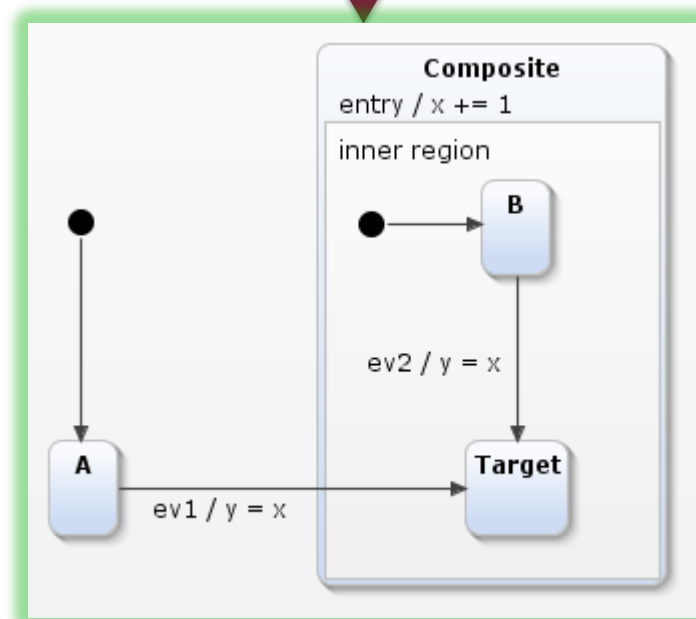 Composite
entry / x += 1
inner region
B
ev2 / y = x
A
Target
ev1 / y = x